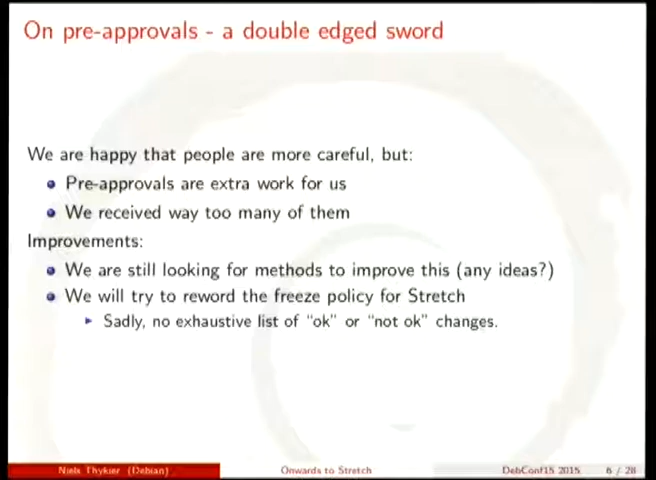 On pre-approvals - a double edged sword
We are happy that people are more careful, but:
Pre-approvals are extra work for us
We received way too many of them
Improvements:
We are still looking for methods to improve this (any ideas?)
We will try to reword the freeze policy for Stretch
Sadly, no exhaustive list of "ok" or "not ok" changes.
Niels Thykier (Debian)
Onwards to Stretch
DebConf15 2015
6 / 28